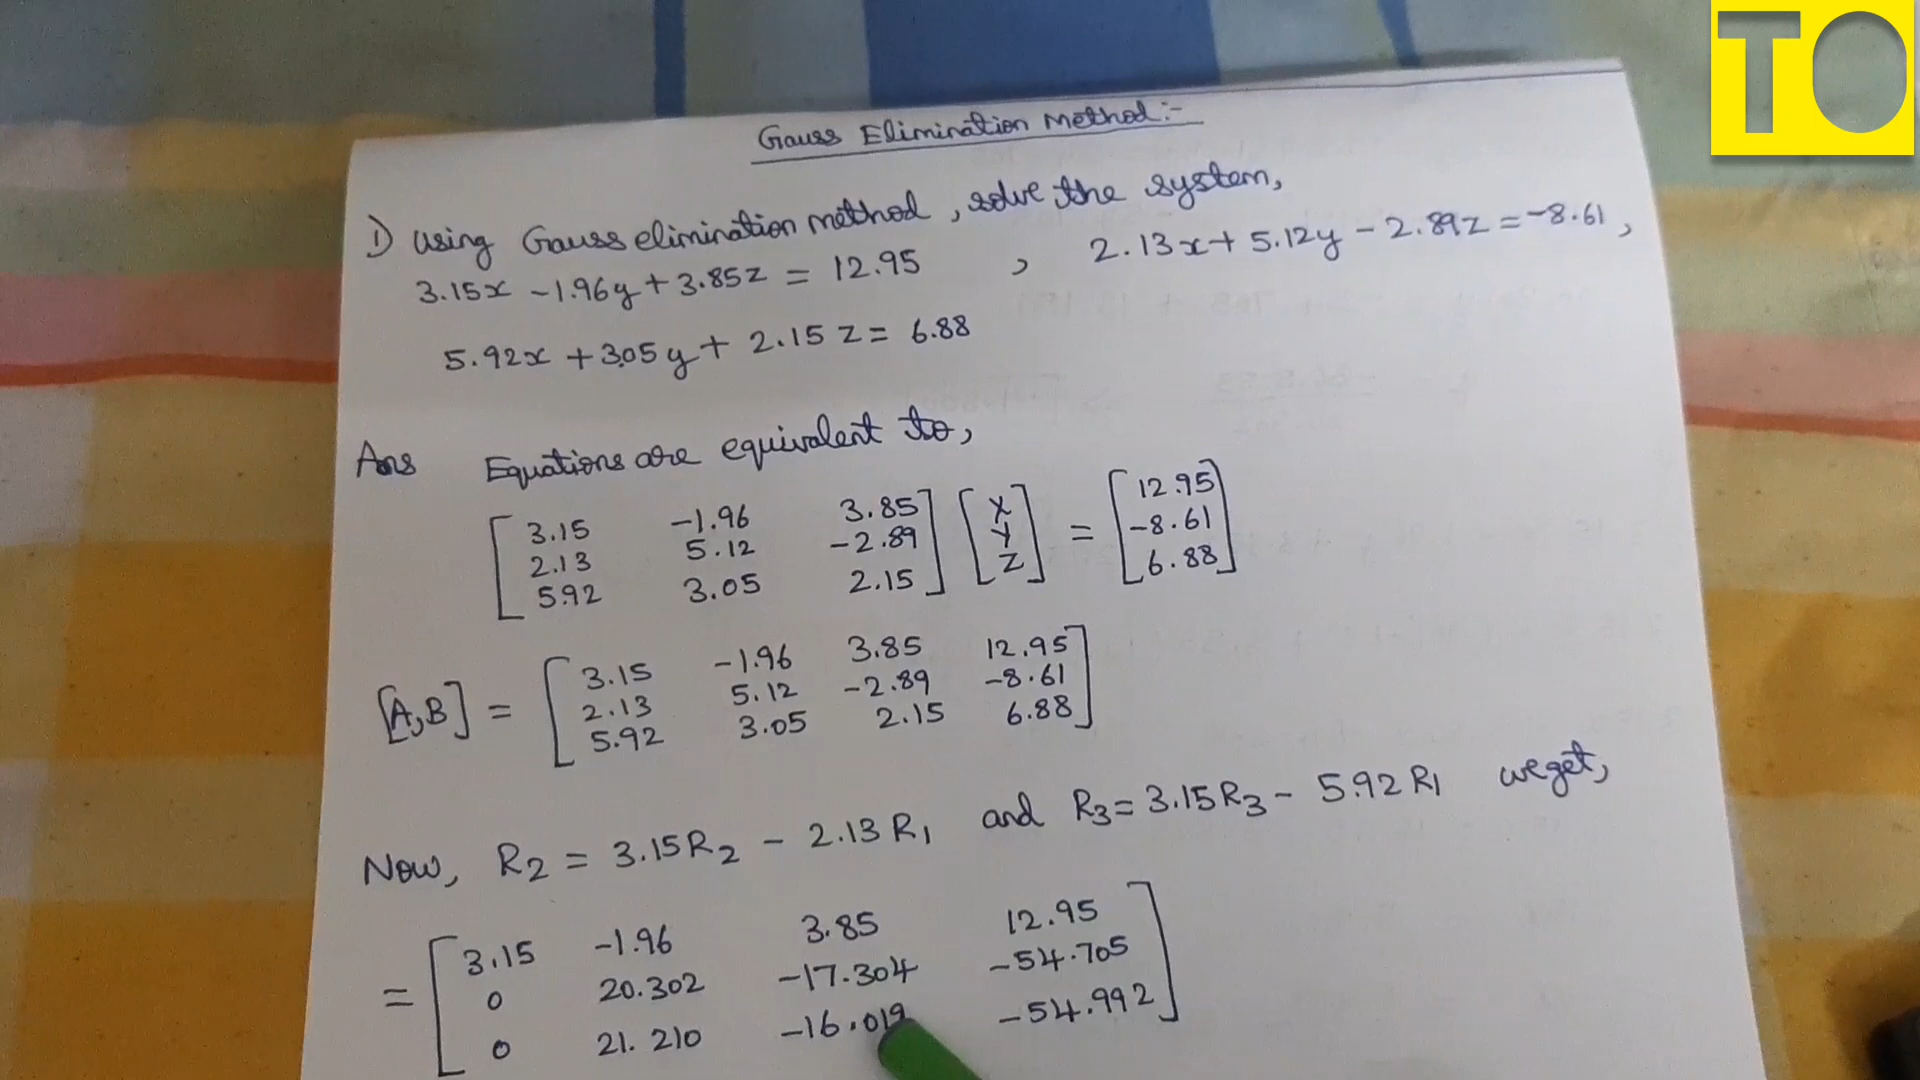 TO
Gauss Elimination Method:-
1) Using Gauss elimination method, solve the system,
3.15x -1.96y + 3.85z = 12.95 , 2.13x + 5.12y - 2.89z = -8.61 ,
5.92x + 3.05y + 2.15 z = 6.88
Ans Equations are equivalent to,
[ 3.15 -1.96 3.85 ] [ X ] = [ 12.95 ]
[ 2.13 5.12 -2.89 ] [ Y ] [ -8.61 ]
[ 5.92 3.05 2.15 ] [ Z ] [ 6.88 ]
[ 3.15 -1.96 3.85 12.95 ]
[A,B] = [ 2.13 5.12 -2.89 -8.61 ]
[ 5.92 3.05 2.15 6.88 ]
Now, R2 = 3.15R2 - 2.13 R1 and R3 = 3.15R3 - 5.92 R1 we get,
[ 3.15 -1.96 3.85 12.95 ]
= [ 0 20.302 -17.304 -54.705 ]
[ 0 21.210 -16.019 -54.992 ]